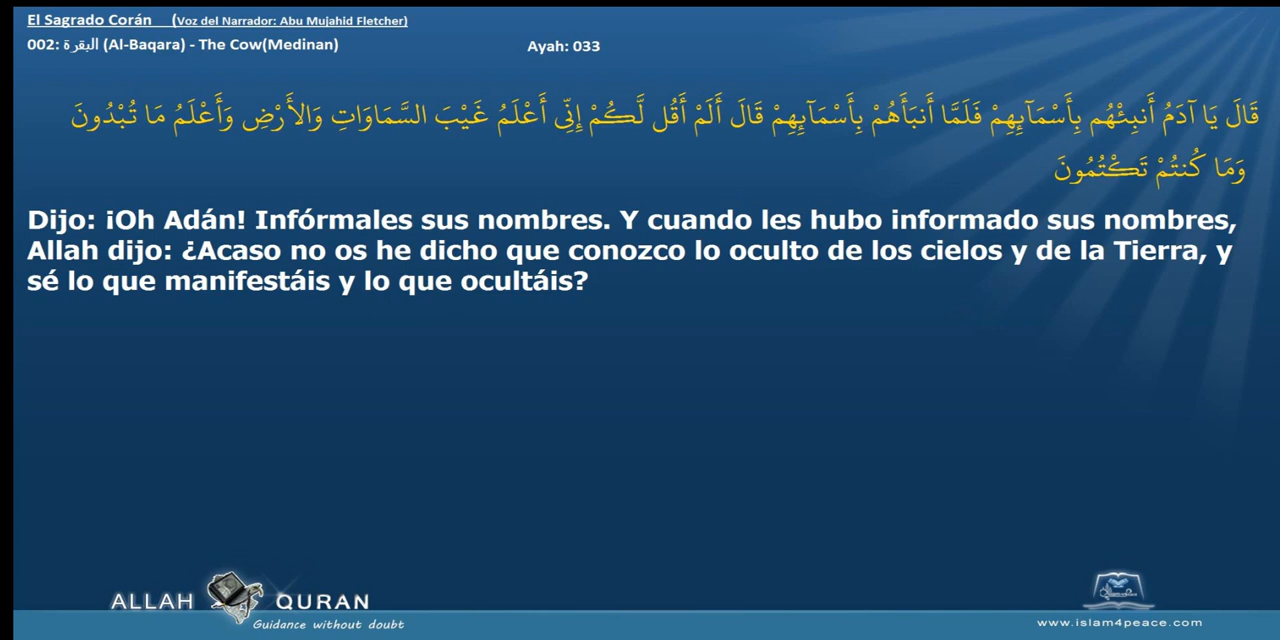 El Sagrado Corán (Voz del Narrador: Abu Mujahid Fletcher)
002: البقرة (Al-Baqara) - The Cow(Medinan) Ayah: 033
قَالَ يَا آدَمُ أَنبِئْهُم بِأَسْمَآئِهِمْ فَلَمَّا أَنبَأَهُمْ بِأَسْمَآئِهِمْ قَالَ أَلَمْ أَقُل لَّكُمْ إِنِّي أَعْلَمُ غَيْبَ السَّمَاوَاتِ وَالأَرْضِ وَأَعْلَمُ مَا تُبْدُونَ
وَمَا كُنتُمْ تَكْتُمُونَ
Dijo: ¡Oh Adán! Infórmales sus nombres. Y cuando les hubo informado sus nombres,
Allah dijo: ¿Acaso no os he dicho que conozco lo oculto de los cielos y de la Tierra, y
sé lo que manifestáis y lo que ocultáis?
ALLAH QURAN
Guidance without doubt
www.islam4peace.com